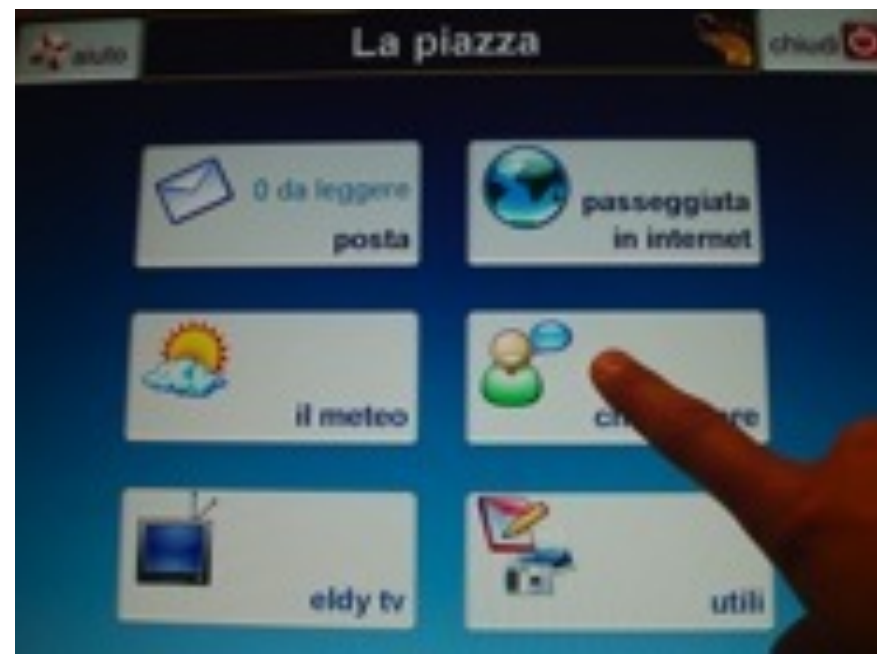 aiuto
La piazza
chiudi
0 da leggere
posta
passeggiata
in internet
il meteo
eldy tv
utili